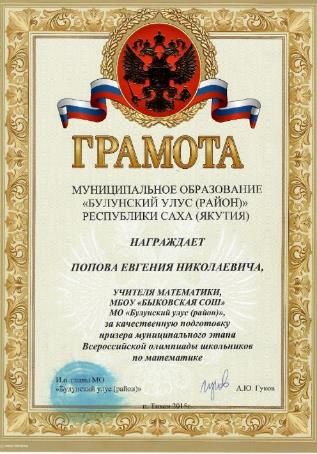 ГРАМОТА
МУНИЦИПАЛЬНОЕ ОБРАЗОВАНИЕ
«БУЛУНСКИЙ УЛУС (РАЙОН)»
РЕСПУБЛИКИ САХА (ЯКУТИЯ)
НАГРАЖДАЕТ
ПОПОВА ЕВГЕНИЯ НИКОЛАЕВИЧА,
УЧИТЕЛЯ МАТЕМАТИКИ,
МБОУ «БЫКОВСКАЯ СОШ»
МО «Булунский улус (район)»,
за качественную подготовку
призера муниципального этапа
Всероссийской олимпиады школьников
по математике
И.о. главы МО
«Булунский улус (район)»
А.Ю. Гуков
п. Тикси 2015г.